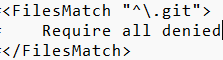 #<FilesMatch "^\.git">
#    Require all denied
#</FilesMatch>